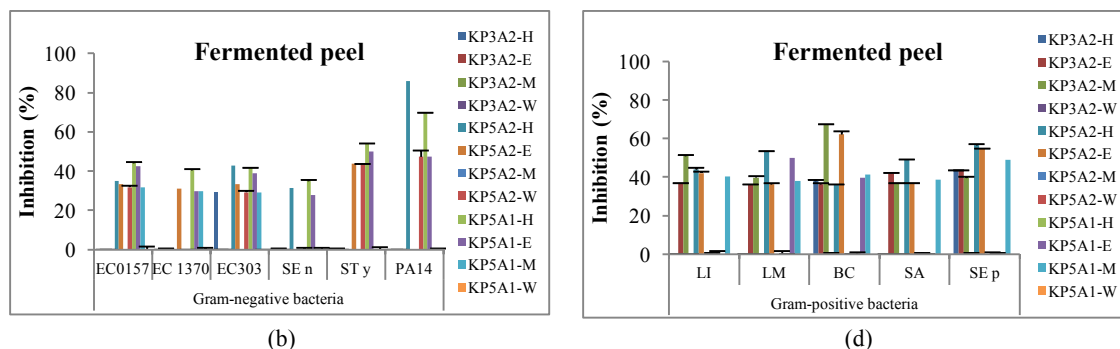 Fermented peel
Inhibition (%)
100
80
60
40
20
0
EC0157 EC 1370 EC303 SE n ST y PA14
Gram-negative bacteria
KP3A2-H
KP3A2-E
KP3A2-M
KP3A2-W
KP5A2-H
KP5A2-E
KP5A2-M
KP5A2-W
KP5A1-H
KP5A1-E
KP5A1-M
KP5A1-W
(b)
Fermented peel
Inhibition (%)
100
80
60
40
20
0
LI LM BC SA SE p
Gram-positive bacteria
KP3A2-H
KP3A2-E
KP3A2-M
KP3A2-W
KP5A2-H
KP5A2-E
KP5A2-M
KP5A2-W
KP5A1-H
KP5A1-E
KP5A1-M
KP5A1-W
(d)